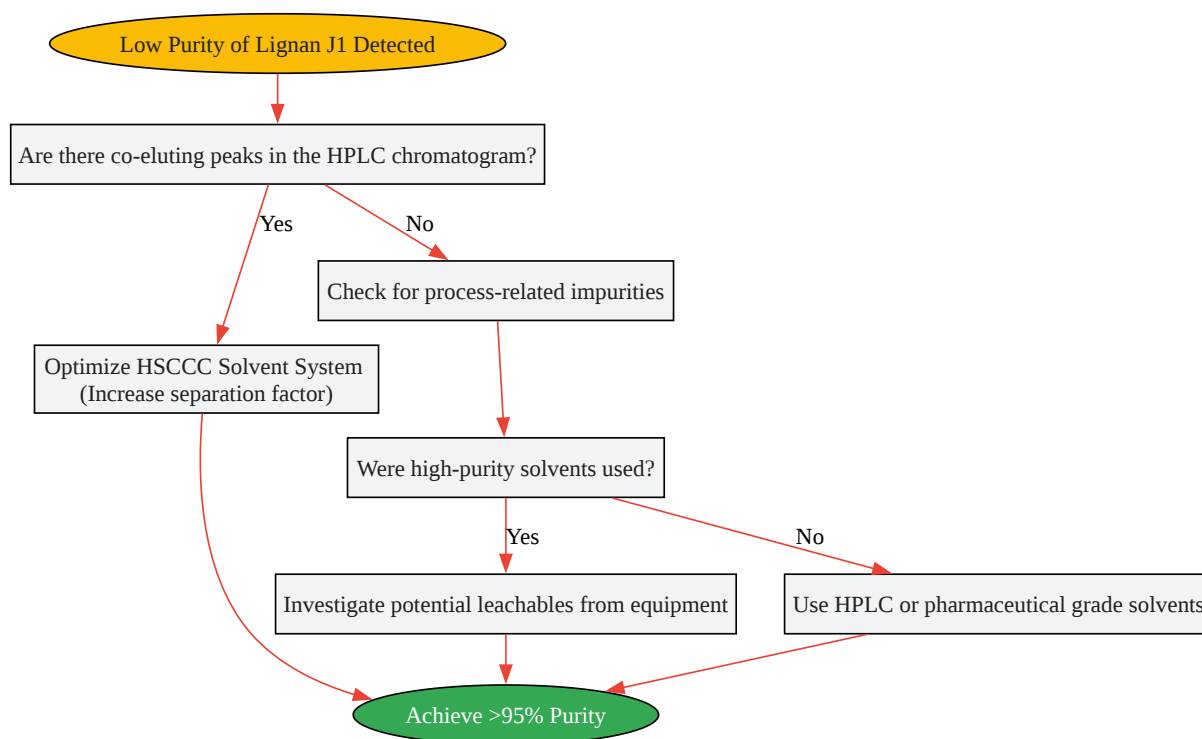 Low Purity of Lignan J1 Detected
Are there co-eluting peaks in the HPLC chromatogram?
Yes
No
Check for process-related impurities
Optimize HSCCC Solvent System
(Increase separation factor)
Were high-purity solvents used?
Yes
No
Investigate potential leachables from equipment
Use HPLC or pharmaceutical grade solvents
Achieve >95% Purity